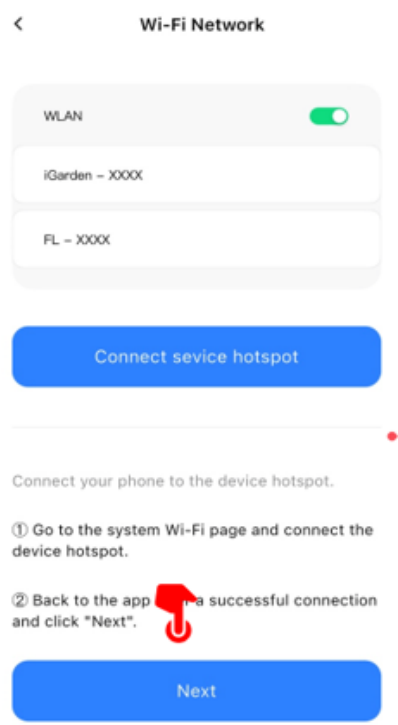 Wi-Fi Network
WLAN
iGarden – XXXX
FL – XXXX
Connect sevice hotspot
Connect your phone to the device hotspot.
① Go to the system Wi-Fi page and connect the
device hotspot.
② Back to the app a successful connection
and click "Next".
Next